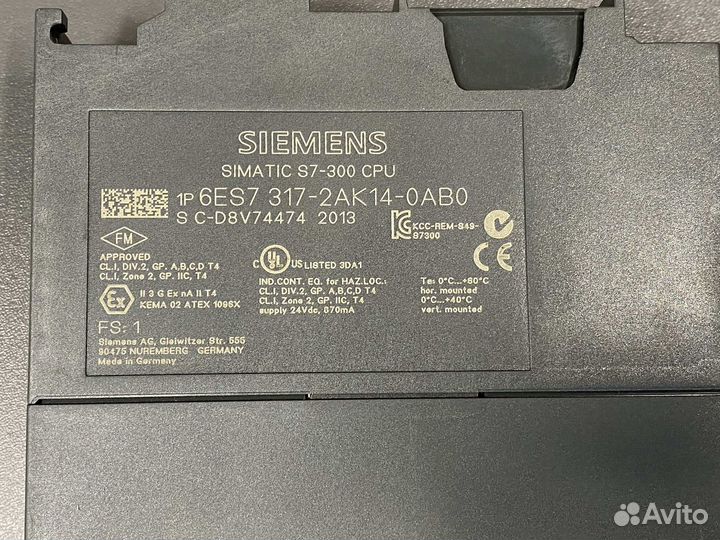 SIEMENS
SIMATIC S7-300 CPU
1P 6ES7 317-2AK14-0AB0
S C-D8V74474 2013
KCC-REM-S49-
S7300
FM
APPROVED
CL.I, DIV.2, GP. A,B,C,D T4
CL.I, Zone 2, GP. IIC, T4
C UL US LISTED 3DA1
IND.CONT. EQ. for HAZ.LOC.:
CL.I, DIV.2, GP. A,B,C,D T4
CL.I, Zone 2, GP. IIC, T4
supply 24Vdc, 870mA
CE
Ta: 0°C...+60°C
hor. mounted
0°C...+40°C
vert. mounted
Ex II 3 G Ex nA II T4
KEMA 02 ATEX 1096X
FS: 1
Siemens AG, Gleiwitzer Str. 555
90475 NUREMBERG GERMANY
Made in Germany
Avito